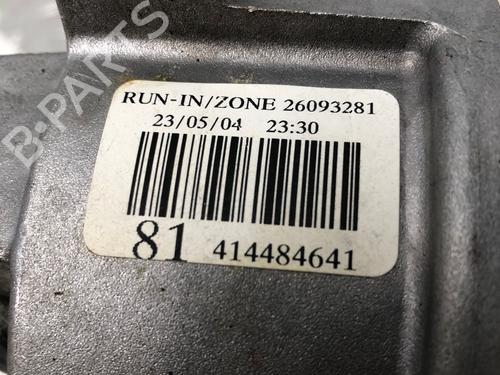 RUN-IN/ZONE 26093281
23/05/04 23:30
81 414484641
B-PARTS